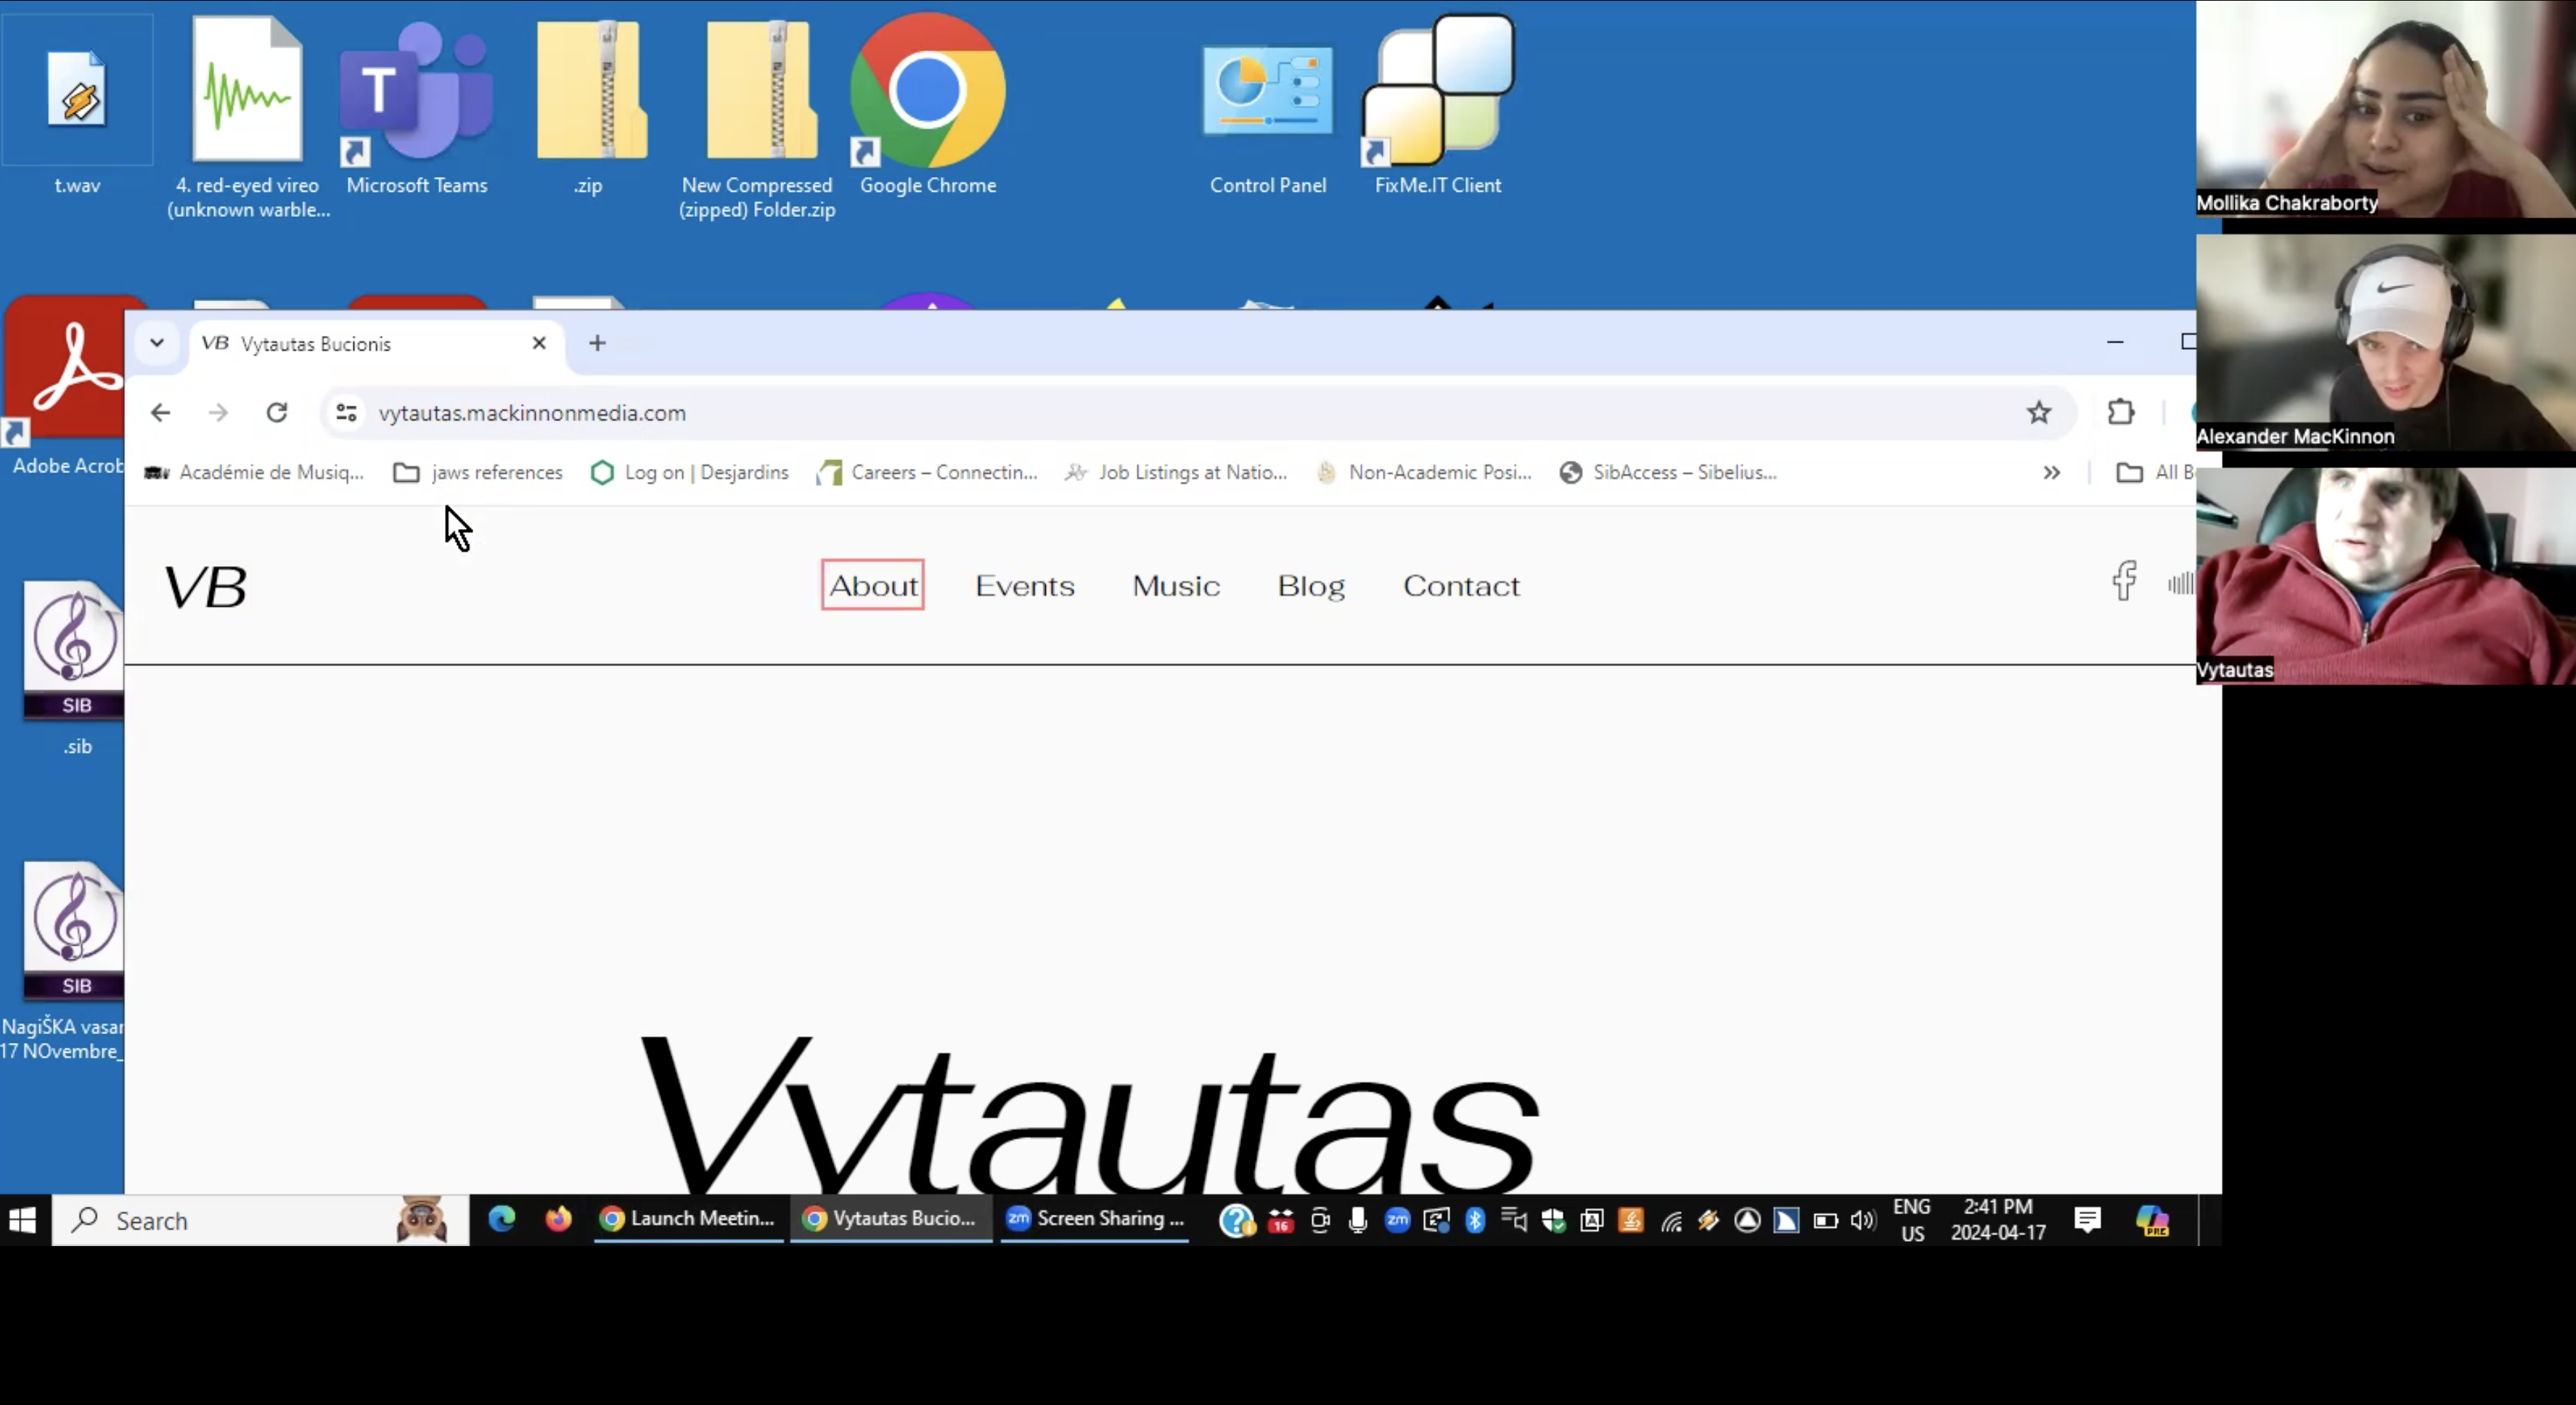 t.wav
4. red-eyed vireo
(unknown warble...
Microsoft Teams
.zip
New Compressed
(zipped) Folder.zip
Google Chrome
Control Panel
FixMe.IT Client
Mollika Chakraborty
Alexander MacKinnon
Vytautas
Adobe Acrob
SIB
.sib
SIB
NagiŠKA vasar
17 NOvembre_
VB Vytautas Bucionis
vytautas.mackinnonmedia.com
Académie de Musiq...
jaws references
Log on | Desjardins
Careers – Connectin...
Job Listings at Natio...
Non-Academic Posi...
SibAccess – Sibelius...
All B
VB
About
Events
Music
Blog
Contact
Vytautas
Search
Launch Meetin...
Vytautas Bucio...
zm
Screen Sharing ...
16
zm
ENG
US
2:41 PM
2024-04-17
PRE